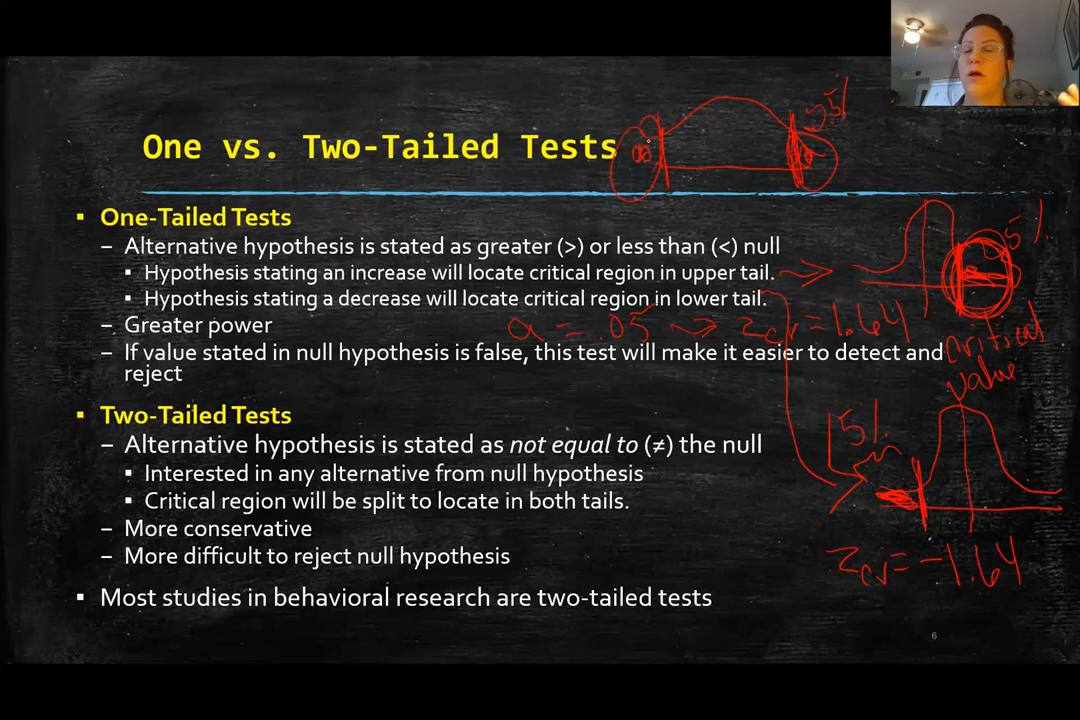 One vs. Two-Tailed Tests
5%
▪ One-Tailed Tests
– Alternative hypothesis is stated as greater (>) or less than (<) null
▪ Hypothesis stating an increase will locate critical region in upper tail.
5%
▪ Hypothesis stating a decrease will locate critical region in lower tail.
– Greater power
a = .05 → Zcv = 1.64
– If value stated in null hypothesis is false, this test will make it easier to detect and
reject
critical
value
▪ Two-Tailed Tests
– Alternative hypothesis is stated as not equal to (≠) the null
5%
▪ Interested in any alternative from null hypothesis
▪ Critical region will be split to locate in both tails.
– More conservative
– More difficult to reject null hypothesis
Zcv = -1.64
▪ Most studies in behavioral research are two-tailed tests
6